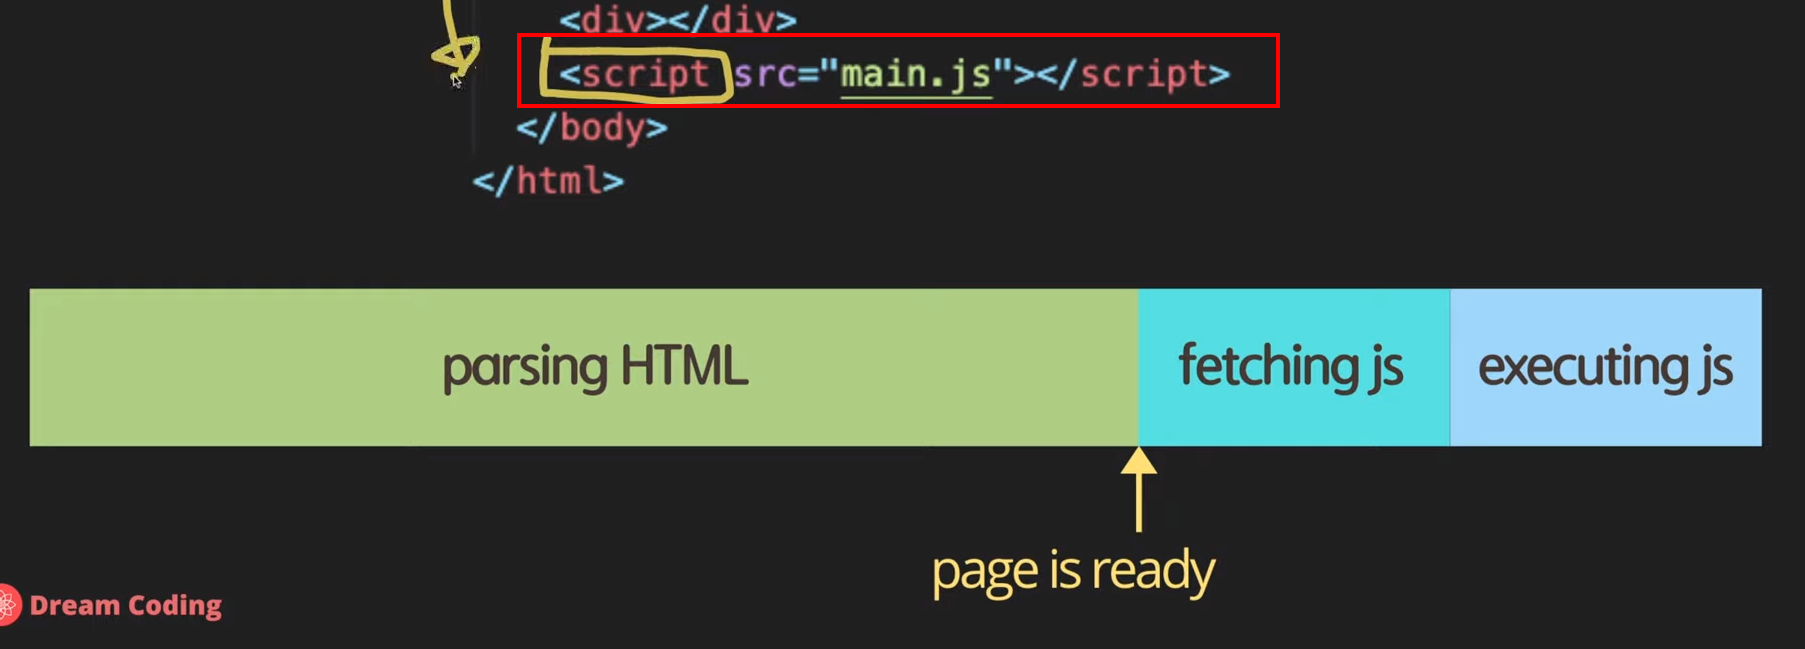 <div></div>
<script src="main.js"></script>
</body>
</html>
parsing HTML
fetching js
executing js
page is ready
Dream Coding